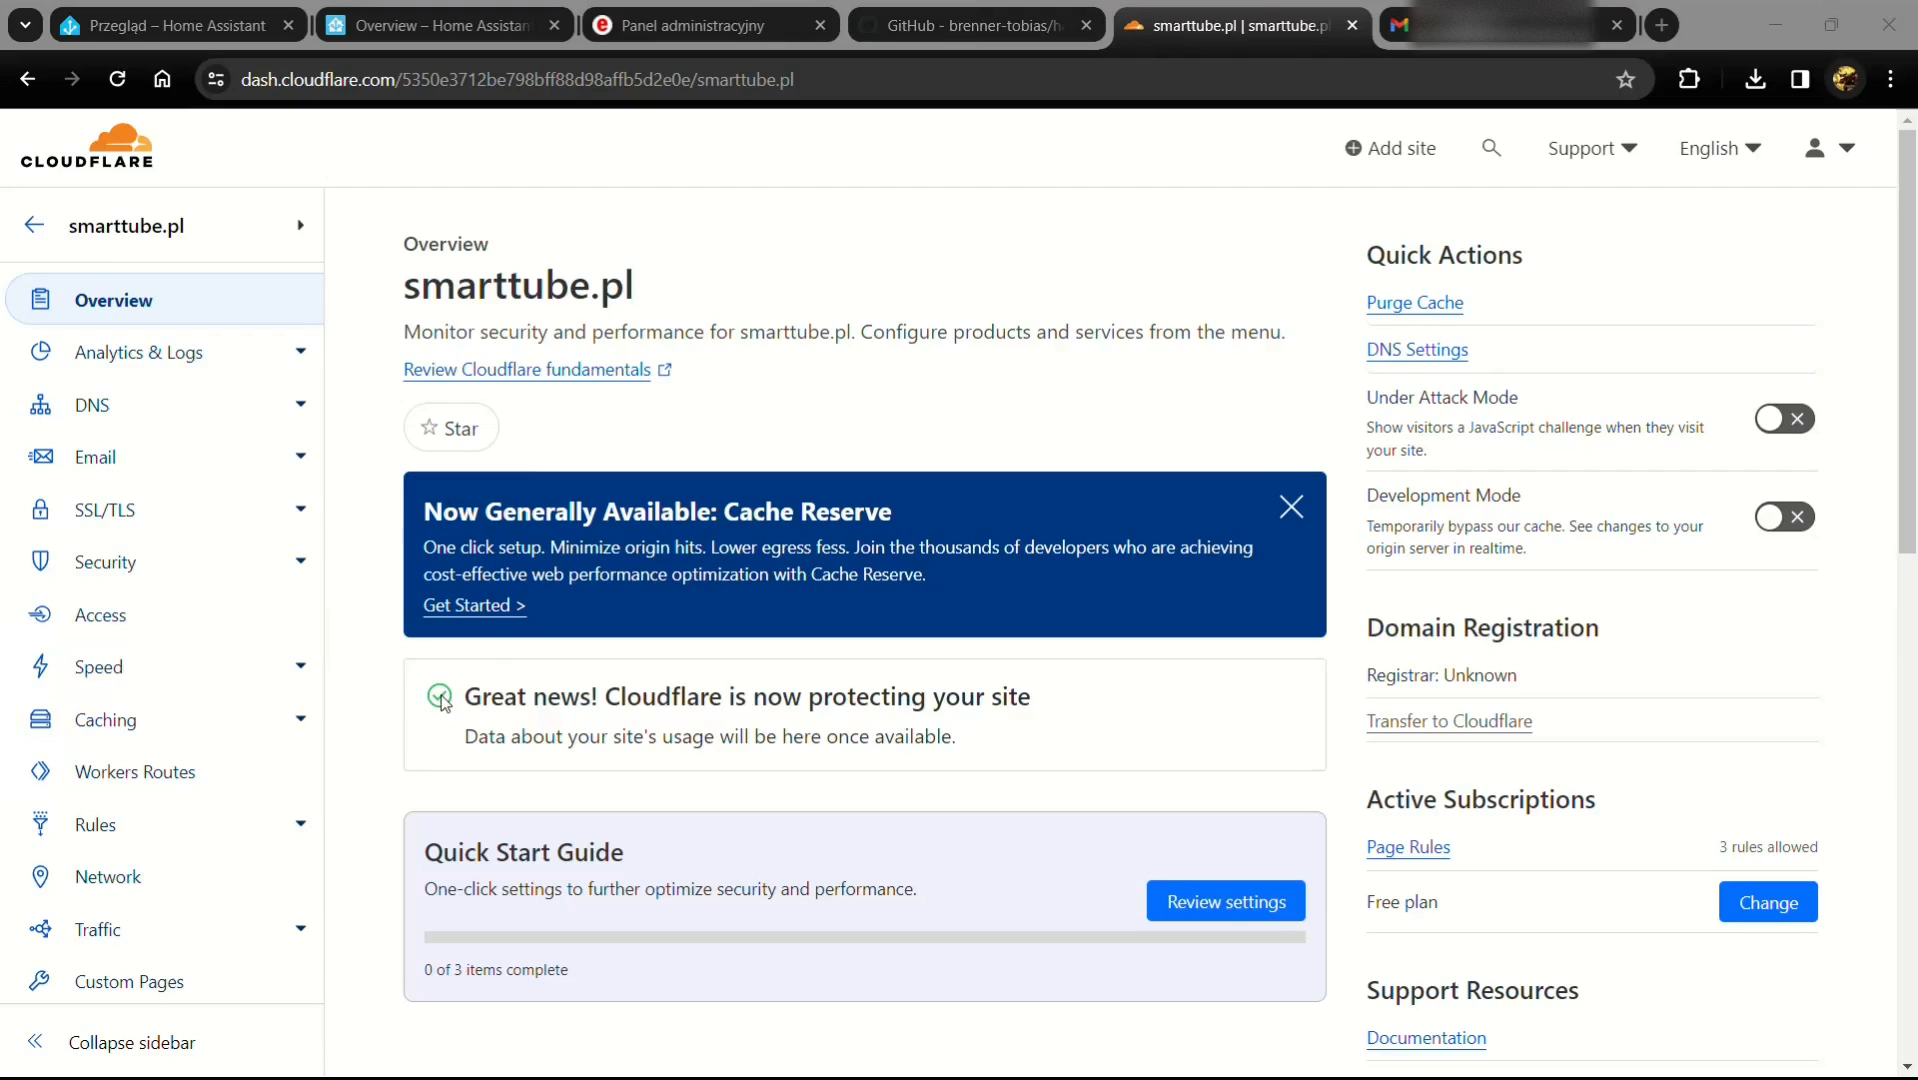 Przegląd – Home Assistant
Overview – Home Assistan
Panel administracyjny
GitHub - brenner-tobias/h
smarttube.pl | smarttube.p
dash.cloudflare.com/5350e3712be798bff88d98affb5d2e0e/smarttube.pl
CLOUDFLARE
Add site
Support
English
smarttube.pl
Overview
Analytics & Logs
DNS
Email
SSL/TLS
Security
Access
Speed
Caching
Workers Routes
Rules
Network
Traffic
Custom Pages
Collapse sidebar
Overview
smarttube.pl
Monitor security and performance for smarttube.pl. Configure products and services from the menu.
Review Cloudflare fundamentals
Star
Now Generally Available: Cache Reserve
One click setup. Minimize origin hits. Lower egress fess. Join the thousands of developers who are achieving
cost-effective web performance optimization with Cache Reserve.
Get Started >
Great news! Cloudflare is now protecting your site
Data about your site's usage will be here once available.
Quick Start Guide
One-click settings to further optimize security and performance.
Review settings
0 of 3 items complete
Quick Actions
Purge Cache
DNS Settings
Under Attack Mode
Show visitors a JavaScript challenge when they visit
your site.
Development Mode
Temporarily bypass our cache. See changes to your
origin server in realtime.
Domain Registration
Registrar: Unknown
Transfer to Cloudflare
Active Subscriptions
Page Rules
3 rules allowed
Free plan
Change
Support Resources
Documentation